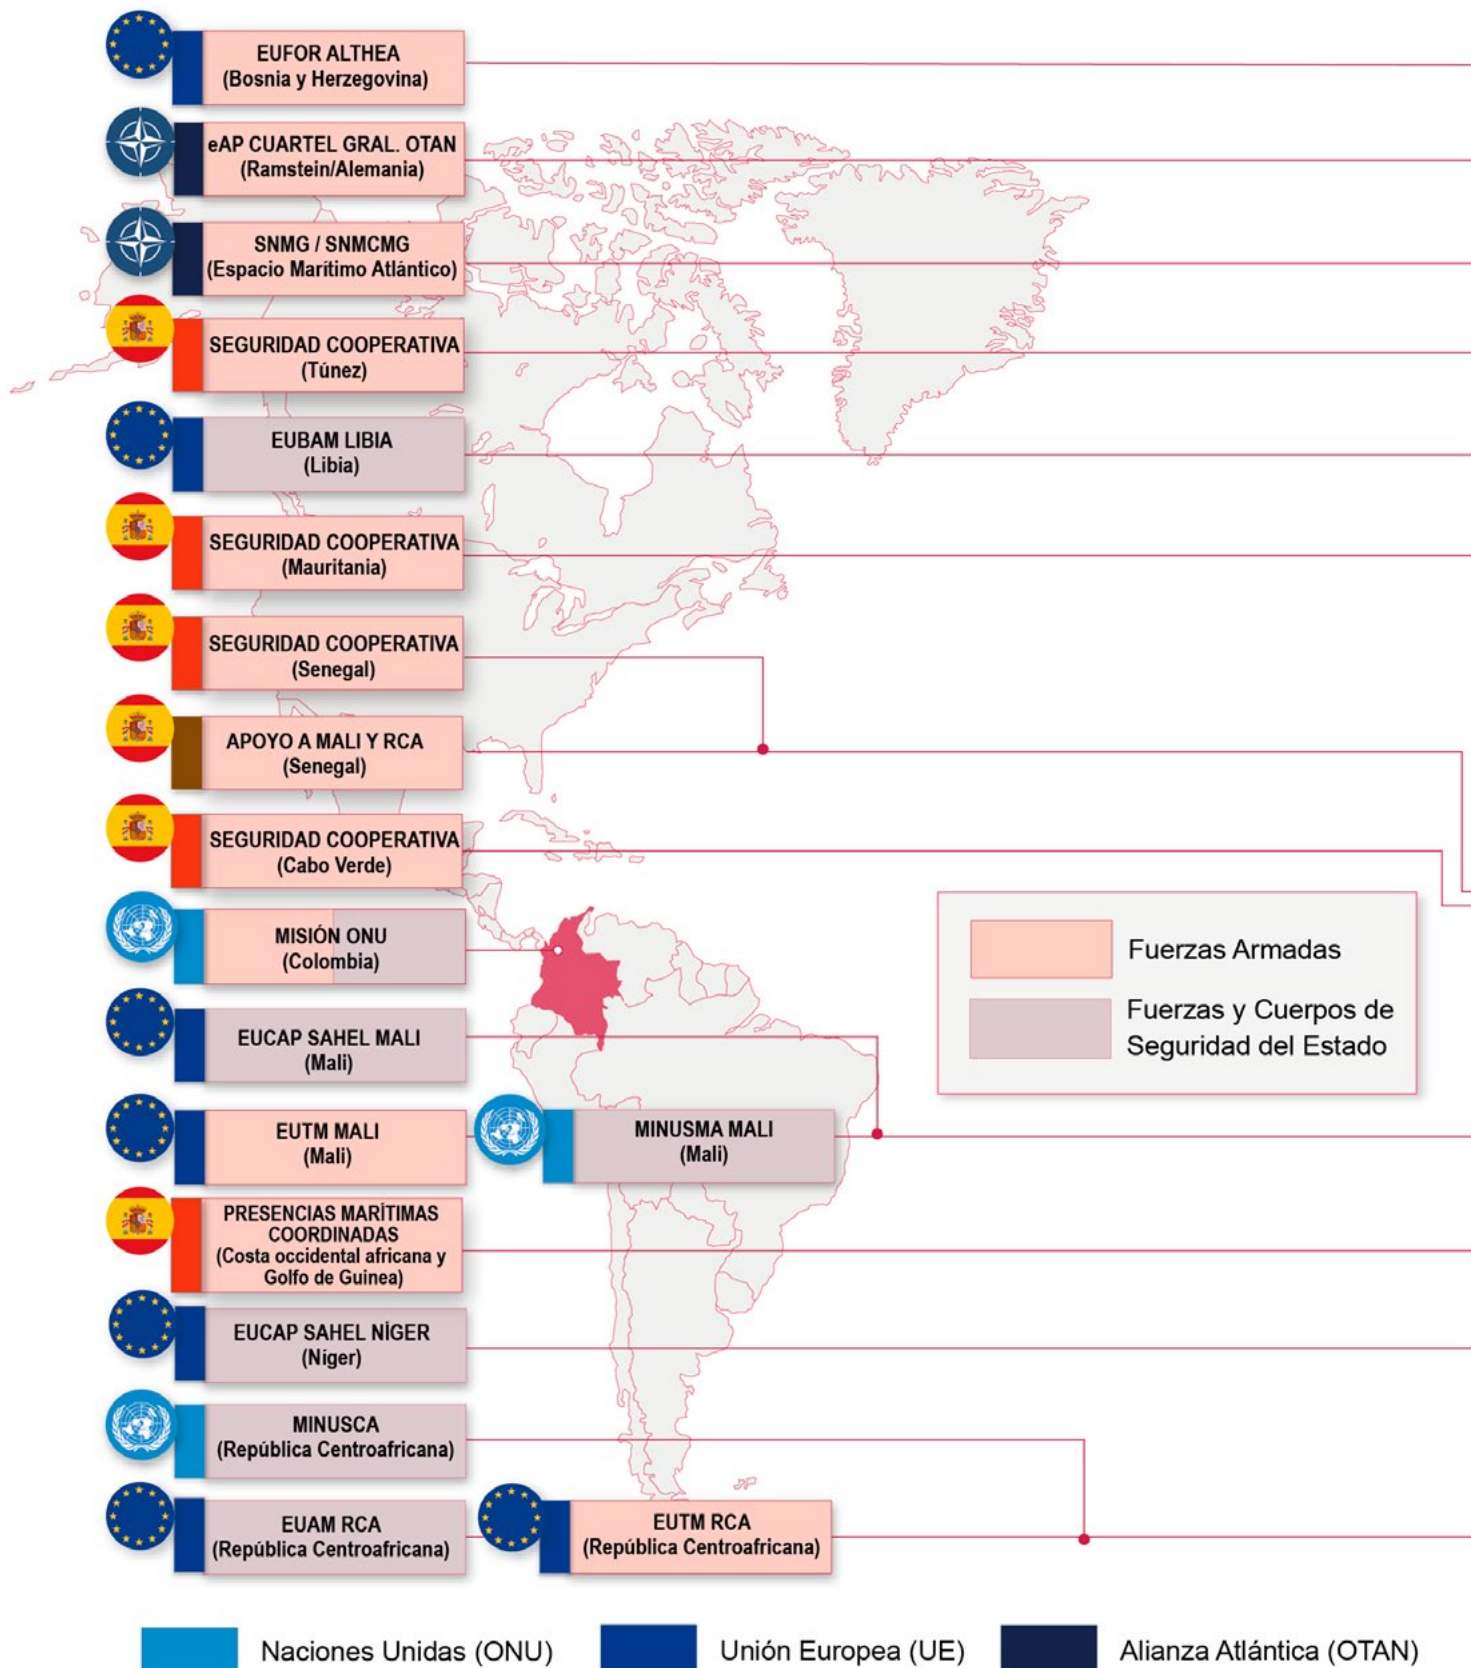 EUFOR ALTHEA
(Bosnia y Herzegovina)
eAP CUARTEL GRAL. OTAN
(Ramstein/Alemania)
SNMG / SNMCMG
(Espacio Marítimo Atlántico)
SEGURIDAD COOPERATIVA
(Túnez)
EUBAM LIBIA
(Libia)
SEGURIDAD COOPERATIVA
(Mauritania)
SEGURIDAD COOPERATIVA
(Senegal)
APOYO A MALI Y RCA
(Senegal)
SEGURIDAD COOPERATIVA
(Cabo Verde)
MISIÓN ONU
(Colombia)
Fuerzas Armadas
Fuerzas y Cuerpos de
Seguridad del Estado
EUCAP SAHEL MALI
(Mali)
EUTM MALI
(Mali)
MINUSMA MALI
(Mali)
PRESENCIAS MARÍTIMAS
COORDINADAS
(Costa occidental africana y
Golfo de Guinea)
EUCAP SAHEL NÍGER
(Níger)
MINUSCA
(República Centroafricana)
EUAM RCA
(República Centroafricana)
EUTM RCA
(República Centroafricana)
Naciones Unidas (ONU)
Unión Europea (UE)
Alianza Atlántica (OTAN)